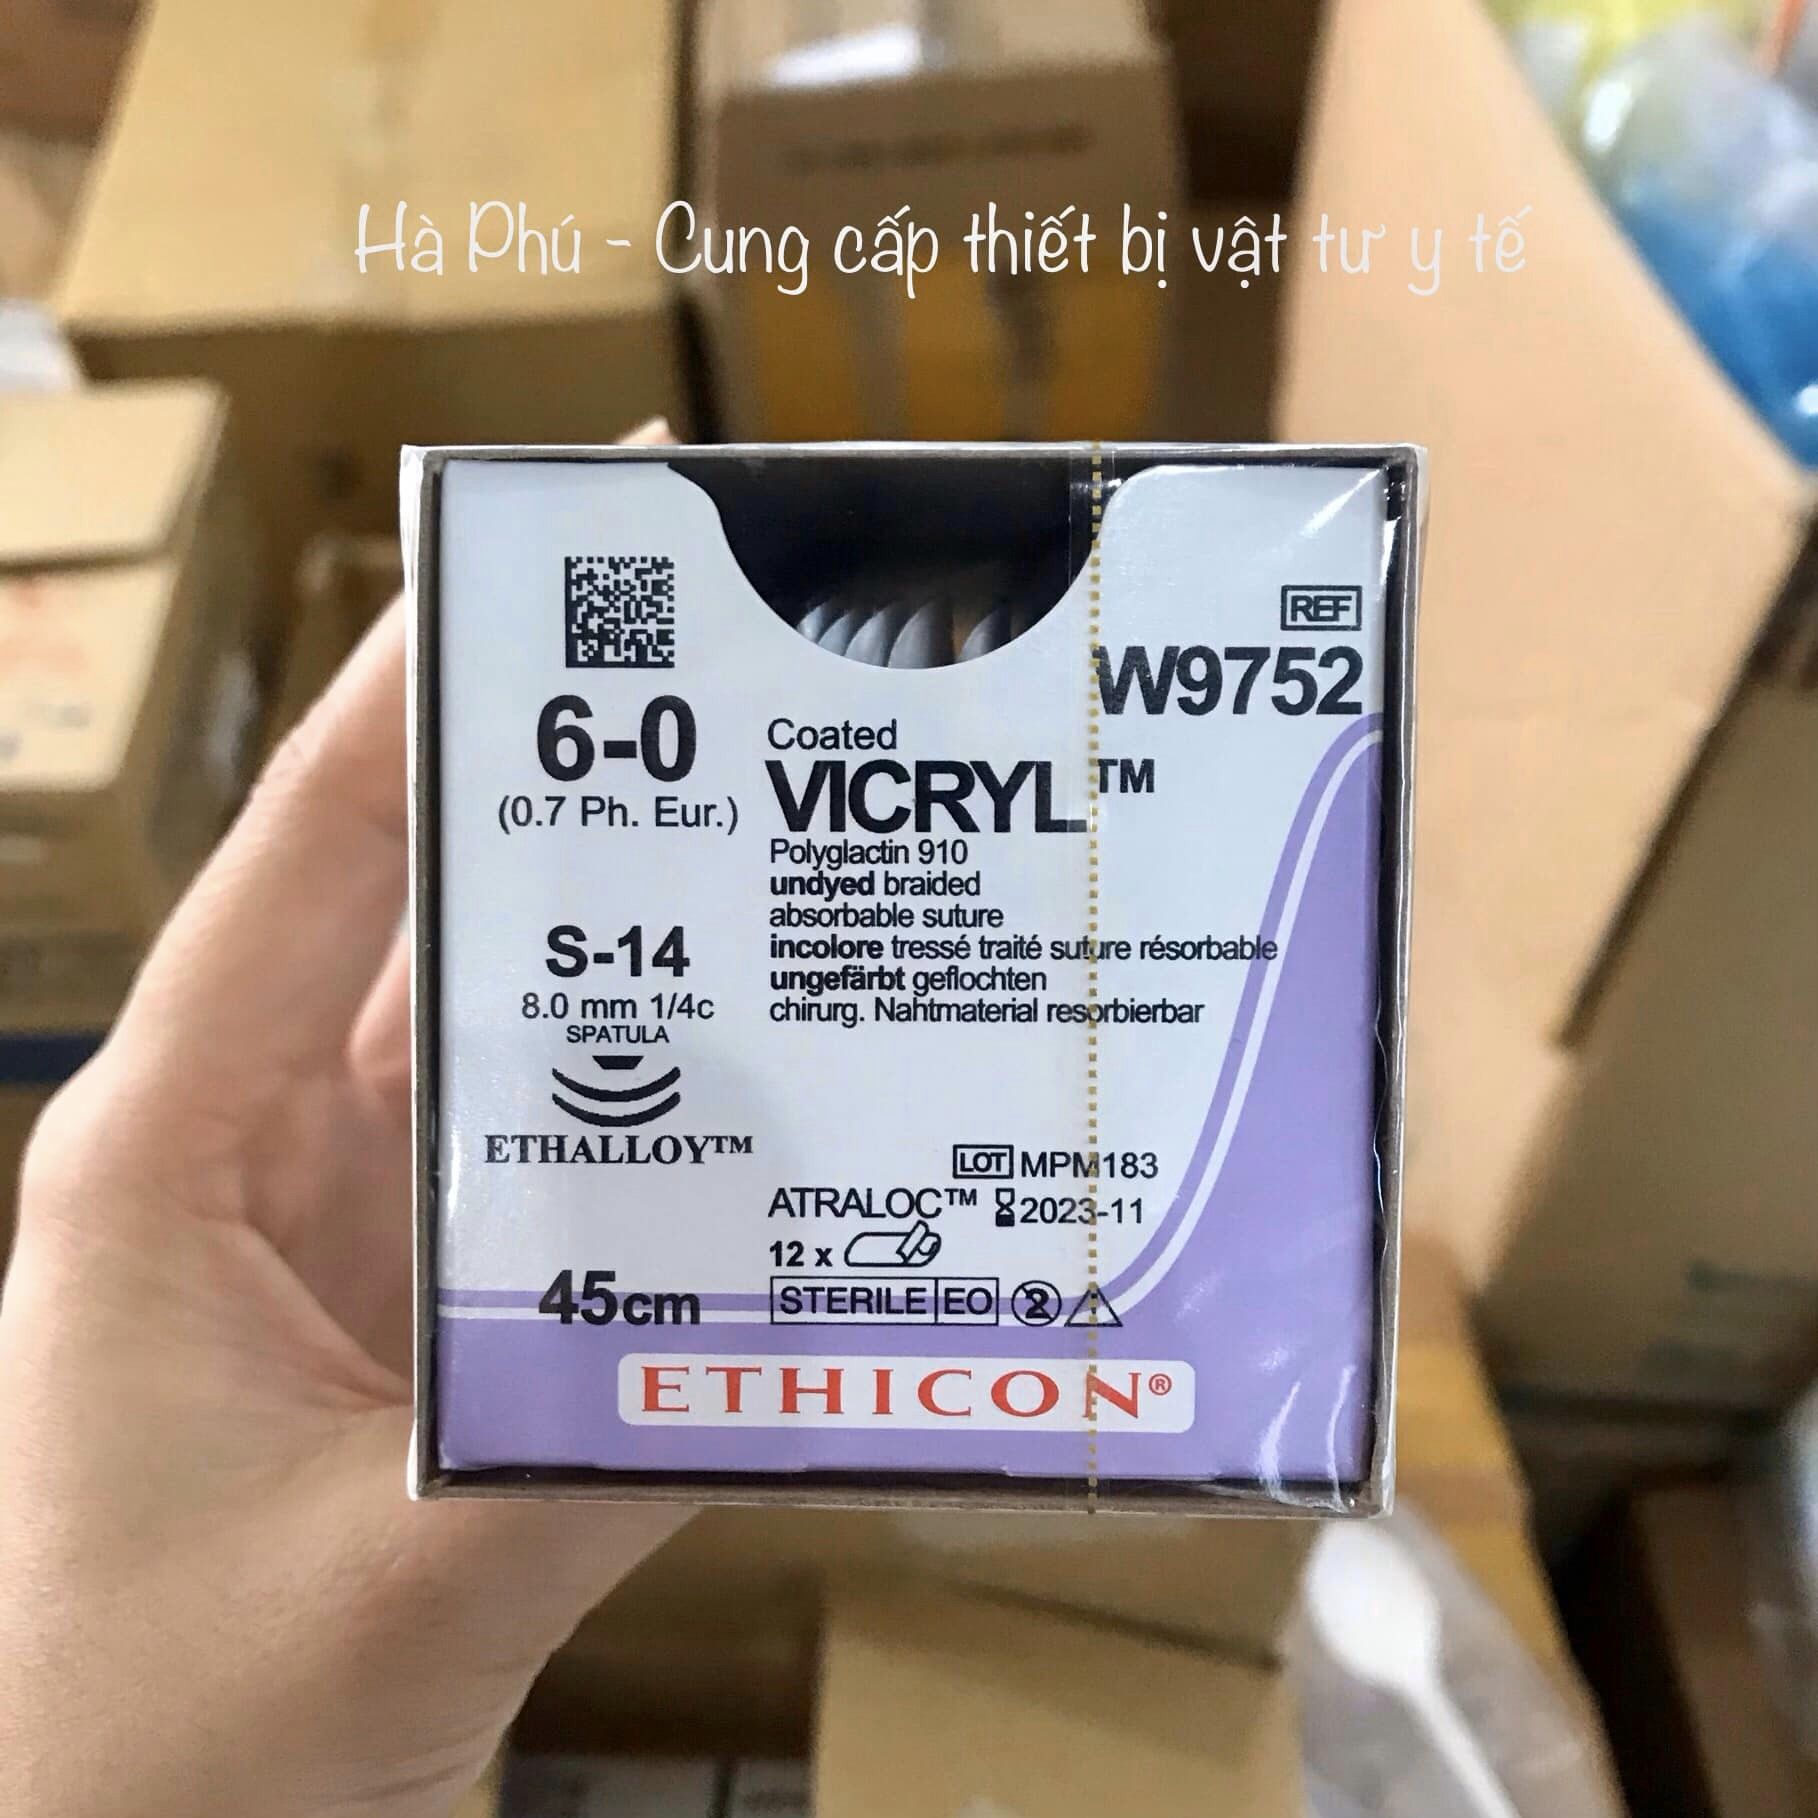 Hà Phú - Cung cấp thiết bị vật tư y tế
REF
W9752
6-0
(0.7 Ph. Eur.)
Coated
VICRYL™
Polyglactin 910
undyed braided
absorbable suture
incolore tressé traité suture résorbable
ungefärbt geflochten
chirurg. Nahtmaterial resorbierbar
S-14
8.0 mm 1/4c
SPATULA
ETHALLOY™
LOT MPM183
ATRALOC™ 2023-11
12 x
45cm
STERILE EO 2
ETHICON®